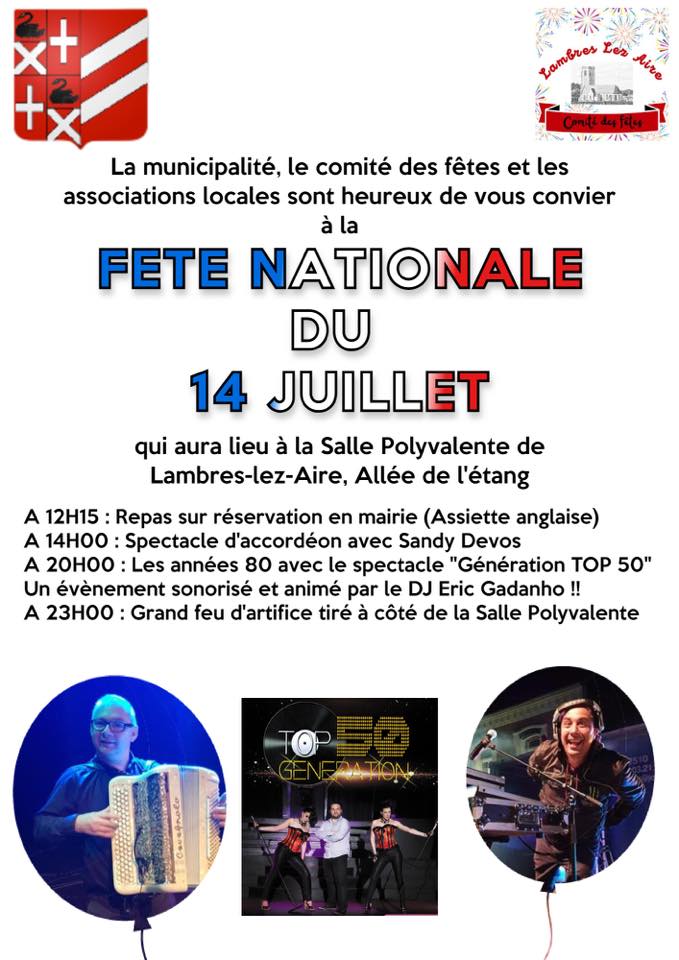 Lambres Lez Aire
Comité des fêtes
La municipalité, le comité des fêtes et les
associations locales sont heureux de vous convier
à la
FETE NATIONALE
DU
14 JUILLET
qui aura lieu à la Salle Polyvalente de
Lambres-lez-Aire, Allée de l'étang
A 12H15 : Repas sur réservation en mairie (Assiette anglaise)
A 14H00 : Spectacle d'accordéon avec Sandy Devos
A 20H00 : Les années 80 avec le spectacle "Génération TOP 50"
Un évènement sonorisé et animé par le DJ Eric Gadanho !!
A 23H00 : Grand feu d'artifice tiré à côté de la Salle Polyvalente
Cavagnolo
TOP 50
GENERATION